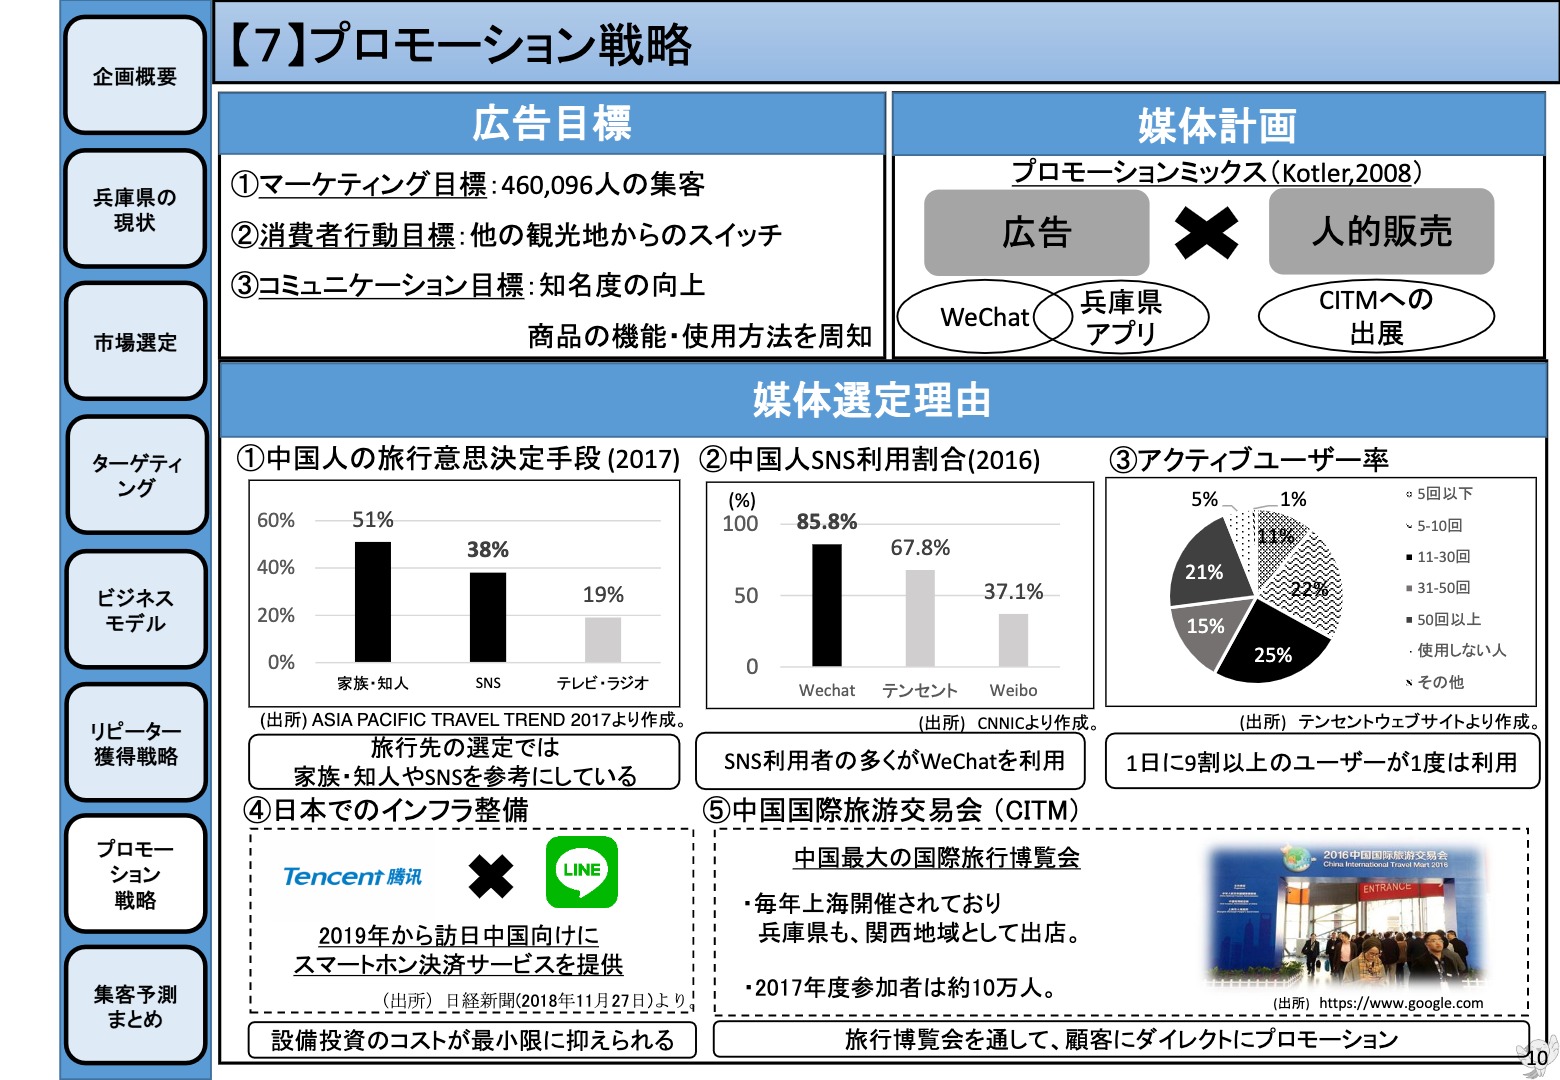 【７】プロモーション戦略
企画概要
兵庫県の
現状
市場選定
ターゲティ
ング
ビジネス
モデル
リピーター
獲得戦略
プロモー
ション
戦略
集客予測
まとめ
広告目標
①マーケティング目標：460,096人の集客
②消費者行動目標：他の観光地からのスイッチ
③コミュニケーション目標：知名度の向上
商品の機能・使用方法を周知
媒体計画
プロモーションミックス（Kotler,2008）
広告
人的販売
WeChat
兵庫県
アプリ
CITMへの
出展
媒体選定理由
①中国人の旅行意思決定手段 (2017)
60%
40%
20%
0%
51%
38%
19%
家族・知人
SNS
テレビ・ラジオ
(出所) ASIA PACIFIC TRAVEL TREND 2017より作成。
旅行先の選定では
家族・知人やSNSを参考にしている
②中国人SNS利用割合(2016)
(%)
100
50
0
85.8%
67.8%
37.1%
Wechat
テンセント
Weibo
（出所） CNNICより作成。
SNS利用者の多くがWeChatを利用
③アクティブユーザー率
5%
1%
11%
22%
25%
15%
21%
5回以下
5-10回
11-30回
31-50回
50回以上
使用しない人
その他
（出所） テンセントウェブサイトより作成。
1日に9割以上のユーザーが1度は利用
④日本でのインフラ整備
Tencent 腾讯
LINE
2019年から訪日中国向けに
スマートホン決済サービスを提供
（出所）日経新聞(2018年11月27日)より。
設備投資のコストが最小限に抑えられる
⑤中国国際旅游交易会（CITM）
中国最大の国際旅行博覧会
・毎年上海開催されており
兵庫県も、関西地域として出店。
・2017年度参加者は約10万人。
2016中国国际旅游交易会
China International Travel Mart 2016
ENTRANCE
（出所） https://www.google.com
旅行博覧会を通して、顧客にダイレクトにプロモーション
10